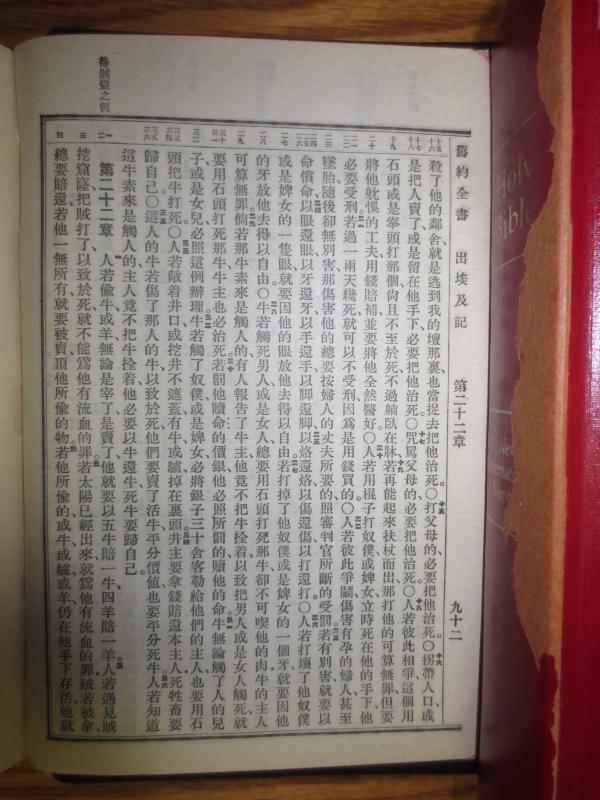 舊約全書 出埃及記 第二十二章 九十二
殺了他的鄰舍就是逃到我的壇那裏也當捉去把他治死○打父母的必要把他治死○拐帶人口或
是把人賣了或是留在他手下必要把他治死○咒罵父母的必要把他治死○人若彼此相爭這個用
石頭或是拳頭打那個尙且不至於死不過躺臥在牀若再能起來扶杖而出那打他的可算無罪但要
將他躭悞的工夫用錢賠補並要將他全然醫好○人若用棍子打奴僕或婢女立時死在他的手下他
必要受刑若過一兩天纔死就可以不受刑因爲是用錢買的○人若彼此爭鬬傷害有孕的婦人甚至
墜胎隨後卻無別害那傷害他的總要按婦人的丈夫所要的照審判官所斷的受罰若有別害就要以
命償命以眼還眼以牙還牙以手還手以脚還脚以烙還烙以傷還傷以打還打○人若打壞了他奴僕
或是婢女的一隻眼就要因他的眼放他去得以自由若打掉了他奴僕或是婢女的一個牙就要因他
的牙放他去得以自由○牛若觸死男人或是女人總要用石頭打死那牛卻不可喫他的肉牛的主人
可算無罪倘若那牛素來是觸人的有人報告了牛主他竟不把牛拴着以致把男人或是女人觸死就
要用石頭打死那牛牛主也必治死若罰他贖命的價銀他必照所罰的贖他的命牛無論觸了人的兒
子或是女兒必照這例辦理牛若觸了奴僕或是婢女必將銀子三十舍客勒給他們的主人也要用石
頭把牛打死○人若敞着井口或挖井不遮蓋有牛或驢掉在裏頭井主要拿錢賠還本主人死牲畜要
歸自己○這人的牛若傷了那人的牛以致於死他們要賣了活牛平分價值也要平分死牛人若知道
這牛素來是觸人的主人竟不把牛拴着他必要以牛還牛死牛要歸自己
第二十二章 人若偷牛或羊無論是宰了是賣了他就要以五牛賠一牛四羊賠一羊人若遇見賊
挖窟窿把賊打了以致於死就不能爲他有流血的罪若太陽已經出來就爲他有流血的罪賊若被拿
總要賠還若他一無所有就要被賣頂他所偷的物若他所偷的或牛或驢或羊仍在他手下存活他就
待賊盜之例
Holy
Bible